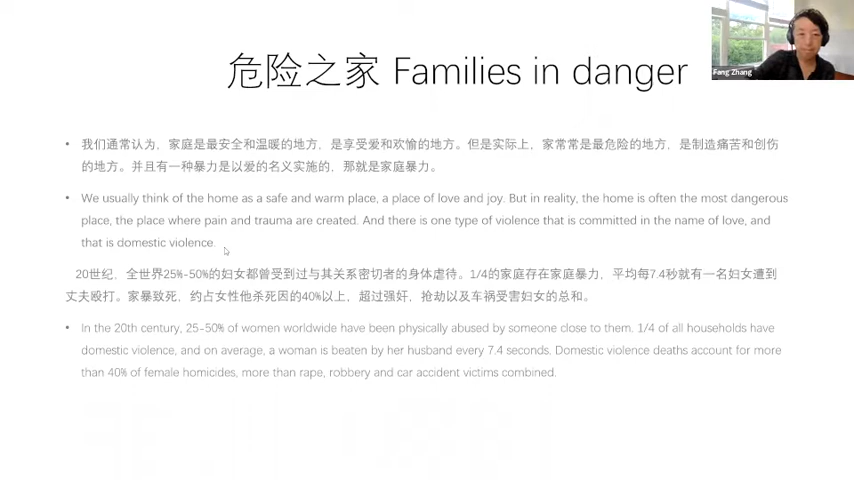 危险之家 Families in danger
Fang Zhang
• 我们通常认为，家庭是最安全和温暖的地方，是享受爱和欢愉的地方。但是实际上，家常常是最危险的地方，是制造痛苦和创伤
的地方。并且有一种暴力是以爱的名义实施的，那就是家庭暴力。
• We usually think of the home as a safe and warm place, a place of love and joy. But in reality, the home is often the most dangerous
place, the place where pain and trauma are created. And there is one type of violence that is committed in the name of love, and
that is domestic violence.
20世纪，全世界25%-50%的妇女都曾受到过与其关系密切者的身体虐待。1/4的家庭存在家庭暴力，平均每7.4秒就有一名妇女遭到
丈夫殴打。家暴致死，约占女性他杀死因的40%以上，超过强奸，抢劫以及车祸受害妇女的总和。
• In the 20th century, 25-50% of women worldwide have been physically abused by someone close to them. 1/4 of all households have
domestic violence, and on average, a woman is beaten by her husband every 7.4 seconds. Domestic violence deaths account for more
than 40% of female homicides, more than rape, robbery and car accident victims combined.